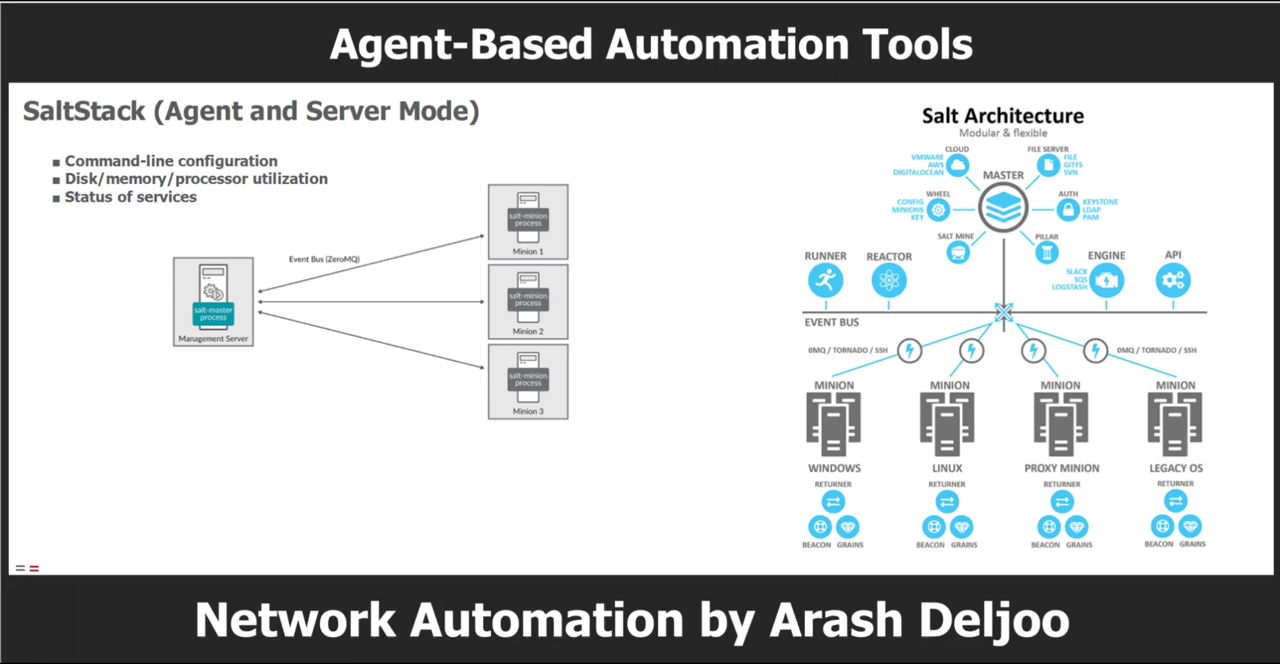 Agent-Based Automation Tools
SaltStack (Agent and Server Mode)
▪ Command-line configuration
▪ Disk/memory/processor utilization
▪ Status of services
Event Bus (ZeroMQ)
salt-master
process
Management Server
salt-minion
process
Minion 1
salt-minion
process
Minion 2
salt-minion
process
Minion 3
Salt Architecture
Modular & flexible
CLOUD
VMWARE
AWS
DIGITALOCEAN
FILE SERVER
FILE
GITFS
SVN
MASTER
WHEEL
CONFIG
MINIONS
KEY
AUTH
KEYSTONE
LDAP
PAM
SALT MINE
PILLAR
RUNNER
REACTOR
ENGINE
SLACK
SQS
LOGSTASH
API
EVENT BUS
0MQ / TORNADO / SSH
0MQ / TORNADO / SSH
MINION
MINION
MINION
MINION
WINDOWS
LINUX
PROXY MINION
LEGACY OS
RETURNER
RETURNER
RETURNER
RETURNER
BEACON GRAINS
BEACON GRAINS
BEACON GRAINS
BEACON GRAINS
Network Automation by Arash Deljoo